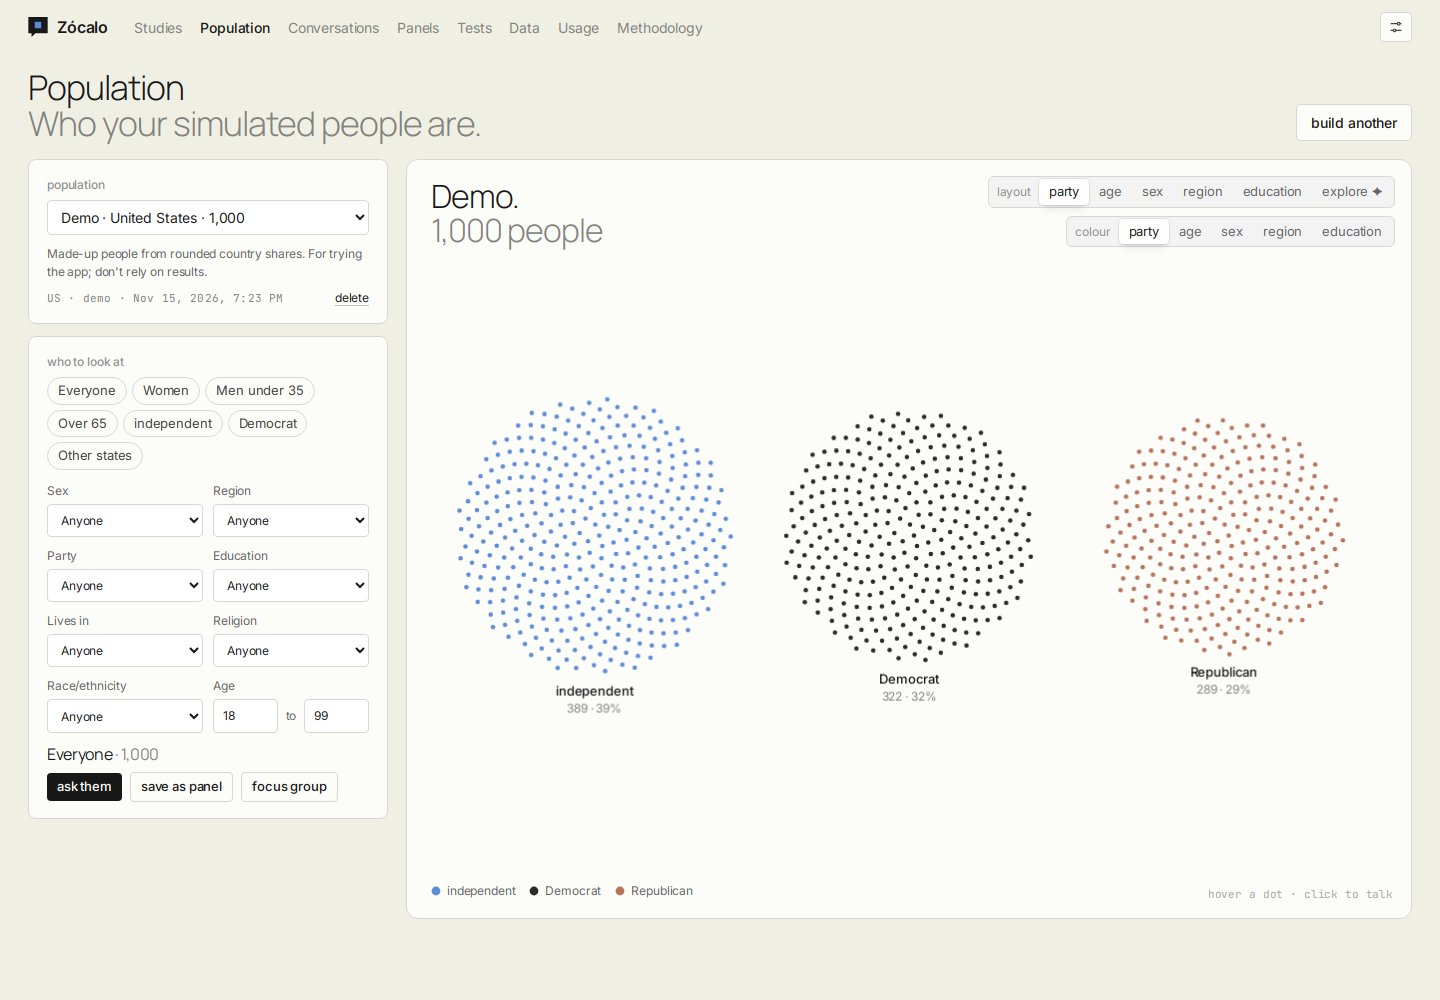 Zócalo Studies Population Conversations Panels Tests Data Usage Methodology
Population
Who your simulated people are.
build another
population
Demo · United States · 1,000
Made-up people from rounded country shares. For trying
the app; don't rely on results.
US · demo · Nov 15, 2026, 7:23 PM delete
who to look at
Everyone Women Men under 35
Over 65 independent Democrat
Other states
Sex Region
Anyone Anyone
Party Education
Anyone Anyone
Lives in Religion
Anyone Anyone
Race/ethnicity Age
Anyone 18 to 99
Everyone · 1,000
ask them save as panel focus group
Demo.
1,000 people
layout party age sex region education explore ✦
colour party age sex region education
independent
389 · 39%
Democrat
322 · 32%
Republican
289 · 29%
independent Democrat Republican
hover a dot · click to talk